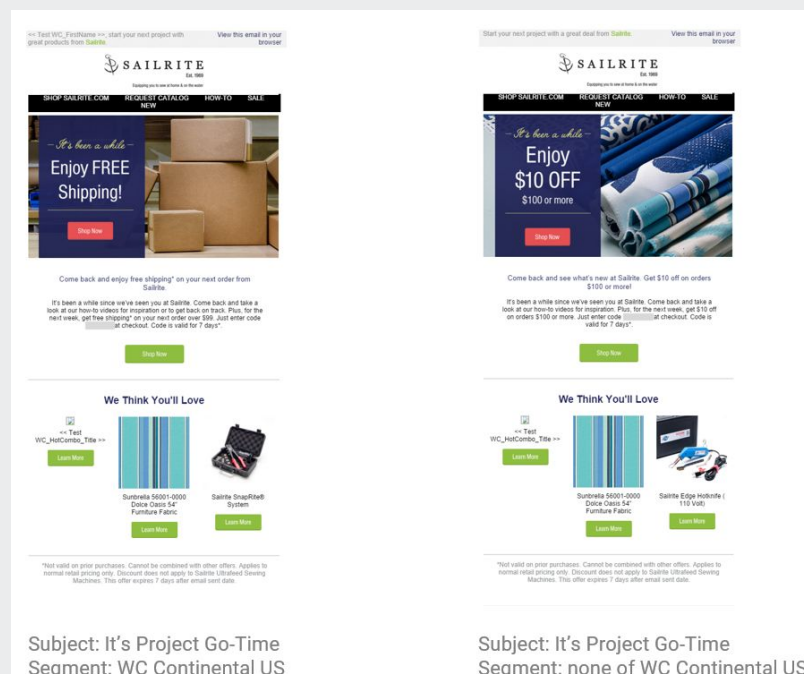 << Test WC_FirstName >>, start your next project with
great products from Sailrite.
View this email in your
browser
SAILRITE
Est. 1969
Equipping you to sew at home & on the water
SHOP SAILRITE.COM REQUEST CATALOG HOW-TO SALE
NEW
It's been a while
Enjoy FREE
Shipping!
Shop Now
Come back and enjoy free shipping* on your next order from
Sailrite.
It's been a while since we've seen you at Sailrite. Come back and take a
look at our how-to videos for inspiration or to get back on track. Plus, for the
next week, get free shipping* on your next order over $99. Just enter code
at checkout. Code is valid for 7 days*.
Shop Now
We Think You'll Love
<< Test
WC_HotCombo_Title >>
Learn More
Sunbrella 56001-0000
Dolce Oasis 54"
Furniture Fabric
Learn More
Sailrite SnapRite®
System
Learn More
*Not valid on prior purchases. Cannot be combined with other offers. Applies to
normal retail pricing only. Discount does not apply to Sailrite Ultrafeed Sewing
Machines. This offer expires 7 days after email sent date.
Subject: It's Project Go-Time
Segment: WC Continental US
Start your next project with a great deal from Sailrite.
View this email in your
browser
SAILRITE
Est. 1969
Equipping you to sew at home & on the water
SHOP SAILRITE.COM REQUEST CATALOG HOW-TO SALE
NEW
It's been a while
Enjoy
$10 OFF
$100 or more
Shop Now
Come back and see what's new at Sailrite. Get $10 off on orders
$100 or more!
It's been a while since we've seen you at Sailrite. Come back and take a
look at our how-to videos for inspiration. Plus, for the next week, get $10 off
on orders $100 or more. Just enter code at checkout. Code is
valid for 7 days*.
Shop Now
We Think You'll Love
<< Test
WC_HotCombo_Title >>
Learn More
Sunbrella 56001-0000
Dolce Oasis 54"
Furniture Fabric
Learn More
Sailrite Edge Hotknife (
110 Volt)
Learn More
*Not valid on prior purchases. Cannot be combined with other offers. Applies to
normal retail pricing only. Discount does not apply to Sailrite Ultrafeed Sewing
Machines. This offer expires 7 days after email sent date.
Subject: It's Project Go-Time
Segment: none of WC Continental US